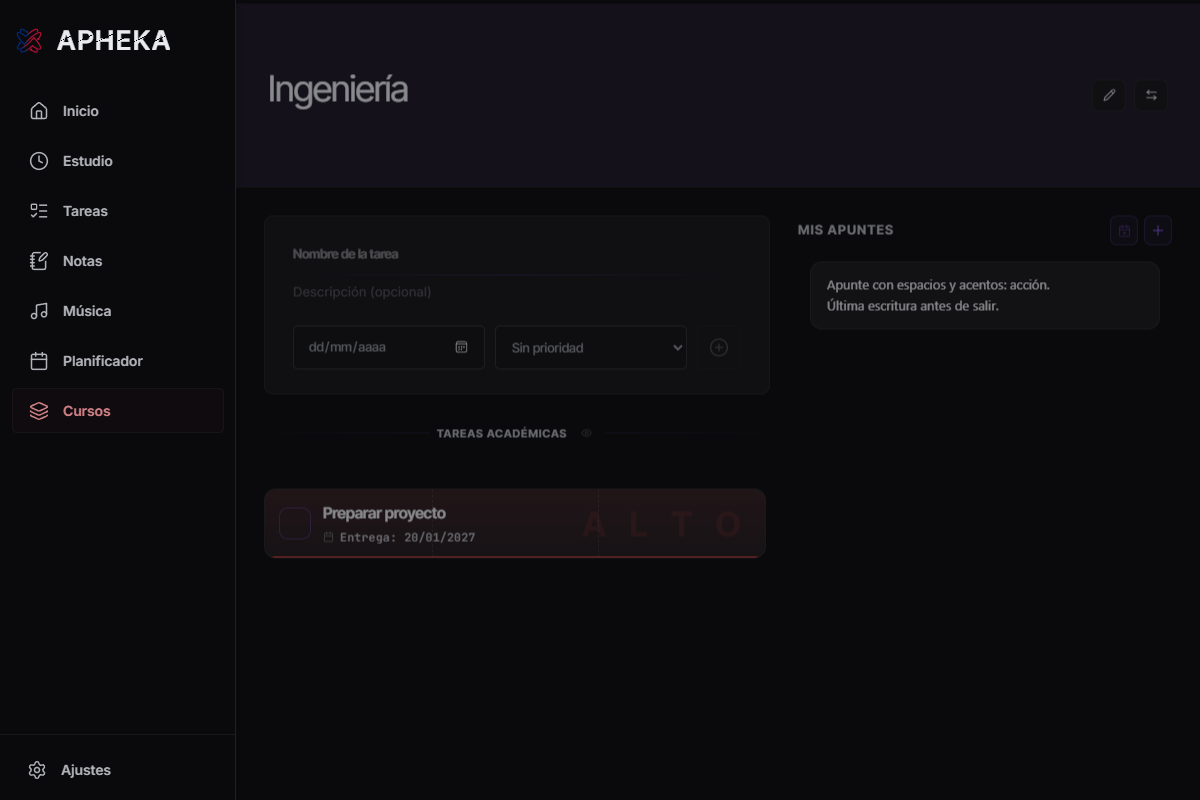 APHEKA
Inicio
Estudio
Tareas
Notas
Música
Planificador
Cursos
Ajustes
Ingeniería
Nombre de la tarea
Descripción (opcional)
dd/mm/aaaa
Sin prioridad
TAREAS ACADÉMICAS
Preparar proyecto
Entrega: 20/01/2027
ALTO
MIS APUNTES
Apunte con espacios y acentos: acción.
Última escritura antes de salir.